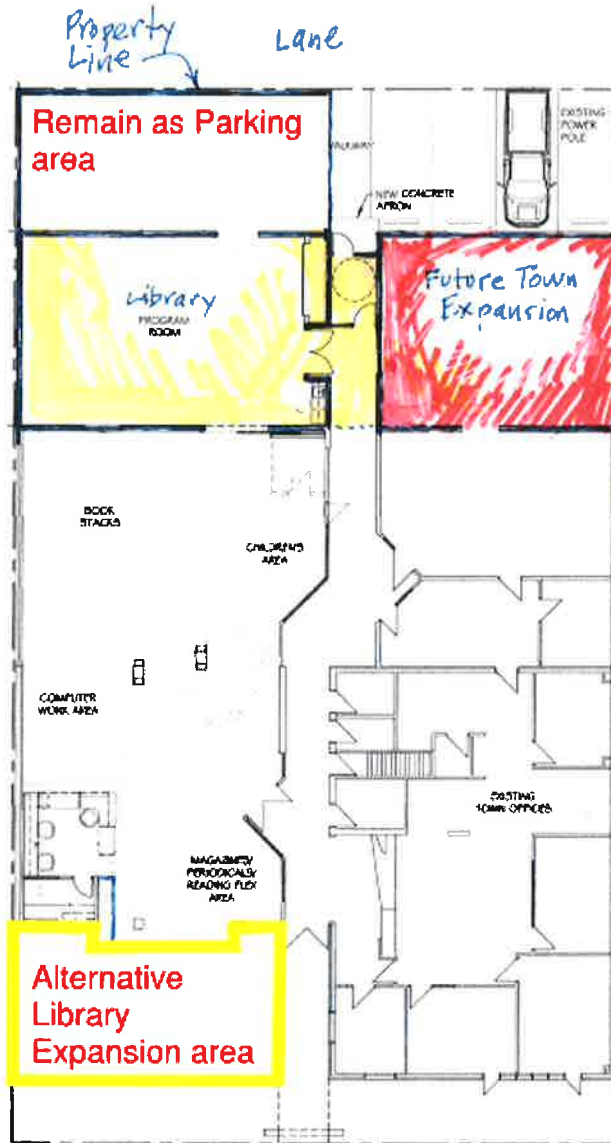 Property
Line
Lane
Remain as Parking
area
WALKWAY
EXISTING
POWER
POLE
NEW CONCRETE
APRON
Library
PROGRAM
ROOM
Future Town
Expansion
BOOK
STACKS
CHILDREN'S
AREA
COMPUTER
WORK AREA
EXISTING
TOWN OFFICES
MAGAZINES/
PERIODICALS/
READING FLEX
AREA
Alternative
Library
Expansion area